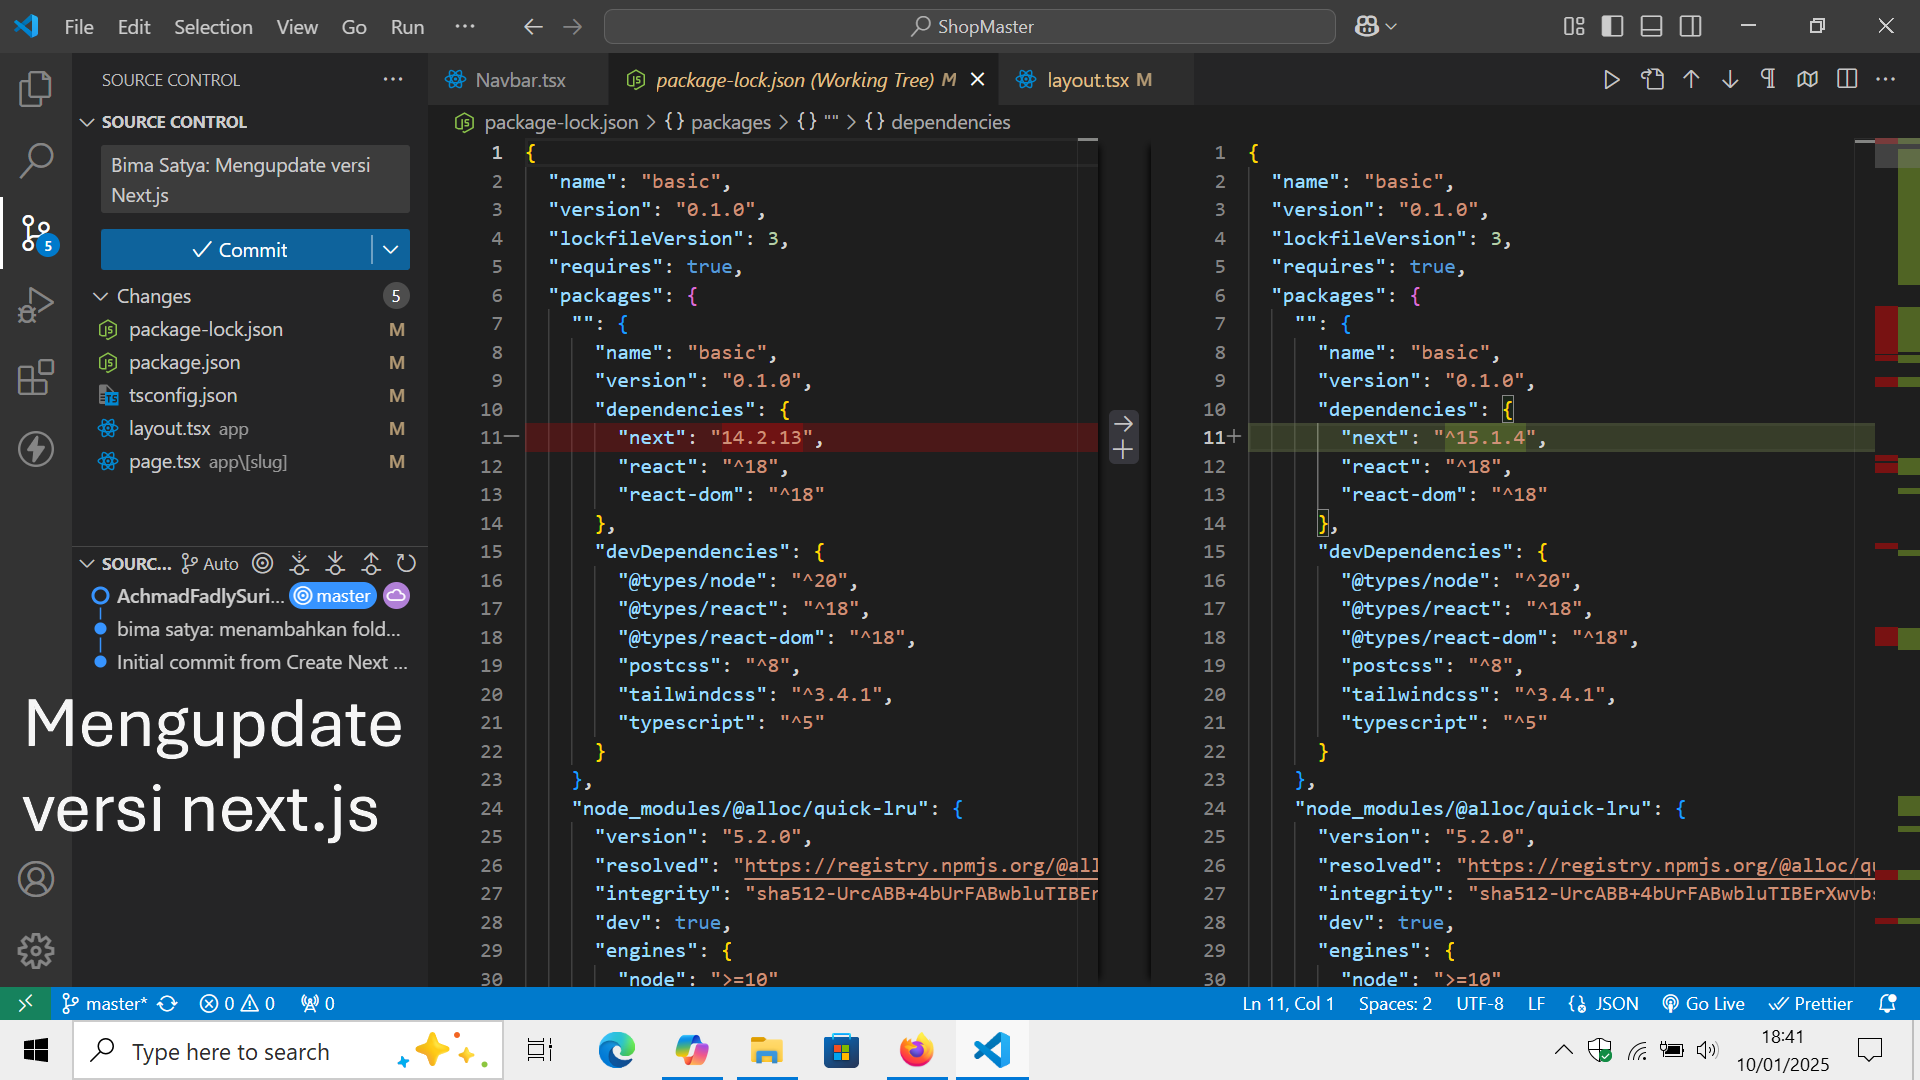 File Edit Selection View Go Run ···
ShopMaster
SOURCE CONTROL ···
SOURCE CONTROL
Bima Satya: Mengupdate versi
Next.js
Commit
Changes 5
package-lock.json M
package.json M
tsconfig.json M
layout.tsx app M
page.tsx app\[slug] M
SOURC... Auto
AchmadFadlySuri... master
bima satya: menambahkan fold...
Initial commit from Create Next ...
Mengupdate
versi next.js
5
Navbar.tsx package-lock.json (Working Tree) M layout.tsx M
package-lock.json > {} packages > {} "" > {} dependencies
1 {
2 "name": "basic",
3 "version": "0.1.0",
4 "lockfileVersion": 3,
5 "requires": true,
6 "packages": {
7 "": {
8 "name": "basic",
9 "version": "0.1.0",
10 "dependencies": {
11− "next": "14.2.13",
12 "react": "^18",
13 "react-dom": "^18"
14 },
15 "devDependencies": {
16 "@types/node": "^20",
17 "@types/react": "^18",
18 "@types/react-dom": "^18",
19 "postcss": "^8",
20 "tailwindcss": "^3.4.1",
21 "typescript": "^5"
22 }
23 },
24 "node_modules/@alloc/quick-lru": {
25 "version": "5.2.0",
26 "resolved": "https://registry.npmjs.org/@all
27 "integrity": "sha512-UrcABB+4bUrFABwbluTIBEr
28 "dev": true,
29 "engines": {
30 "node": ">=10"
1 {
2 "name": "basic",
3 "version": "0.1.0",
4 "lockfileVersion": 3,
5 "requires": true,
6 "packages": {
7 "": {
8 "name": "basic",
9 "version": "0.1.0",
10 "dependencies": {
11+ "next": "^15.1.4",
12 "react": "^18",
13 "react-dom": "^18"
14 },
15 "devDependencies": {
16 "@types/node": "^20",
17 "@types/react": "^18",
18 "@types/react-dom": "^18",
19 "postcss": "^8",
20 "tailwindcss": "^3.4.1",
21 "typescript": "^5"
22 }
23 },
24 "node_modules/@alloc/quick-lru": {
25 "version": "5.2.0",
26 "resolved": "https://registry.npmjs.org/@alloc/qu
27 "integrity": "sha512-UrcABB+4bUrFABwbluTIBErXwvbs
28 "dev": true,
29 "engines": {
30 "node": ">=10"
master* 0 0 0 Ln 11, Col 1 Spaces: 2 UTF-8 LF {} JSON Go Live Prettier
Type here to search
18:41
10/01/2025